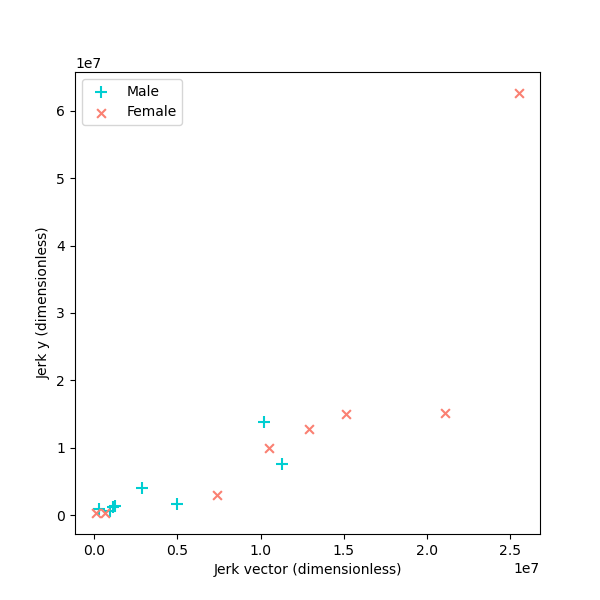 1e7
Male
Female
6
5
4
3
2
1
0
Jerk y (dimensionless)
0.0 0.5 1.0 1.5 2.0 2.5
1e7
Jerk vector (dimensionless)